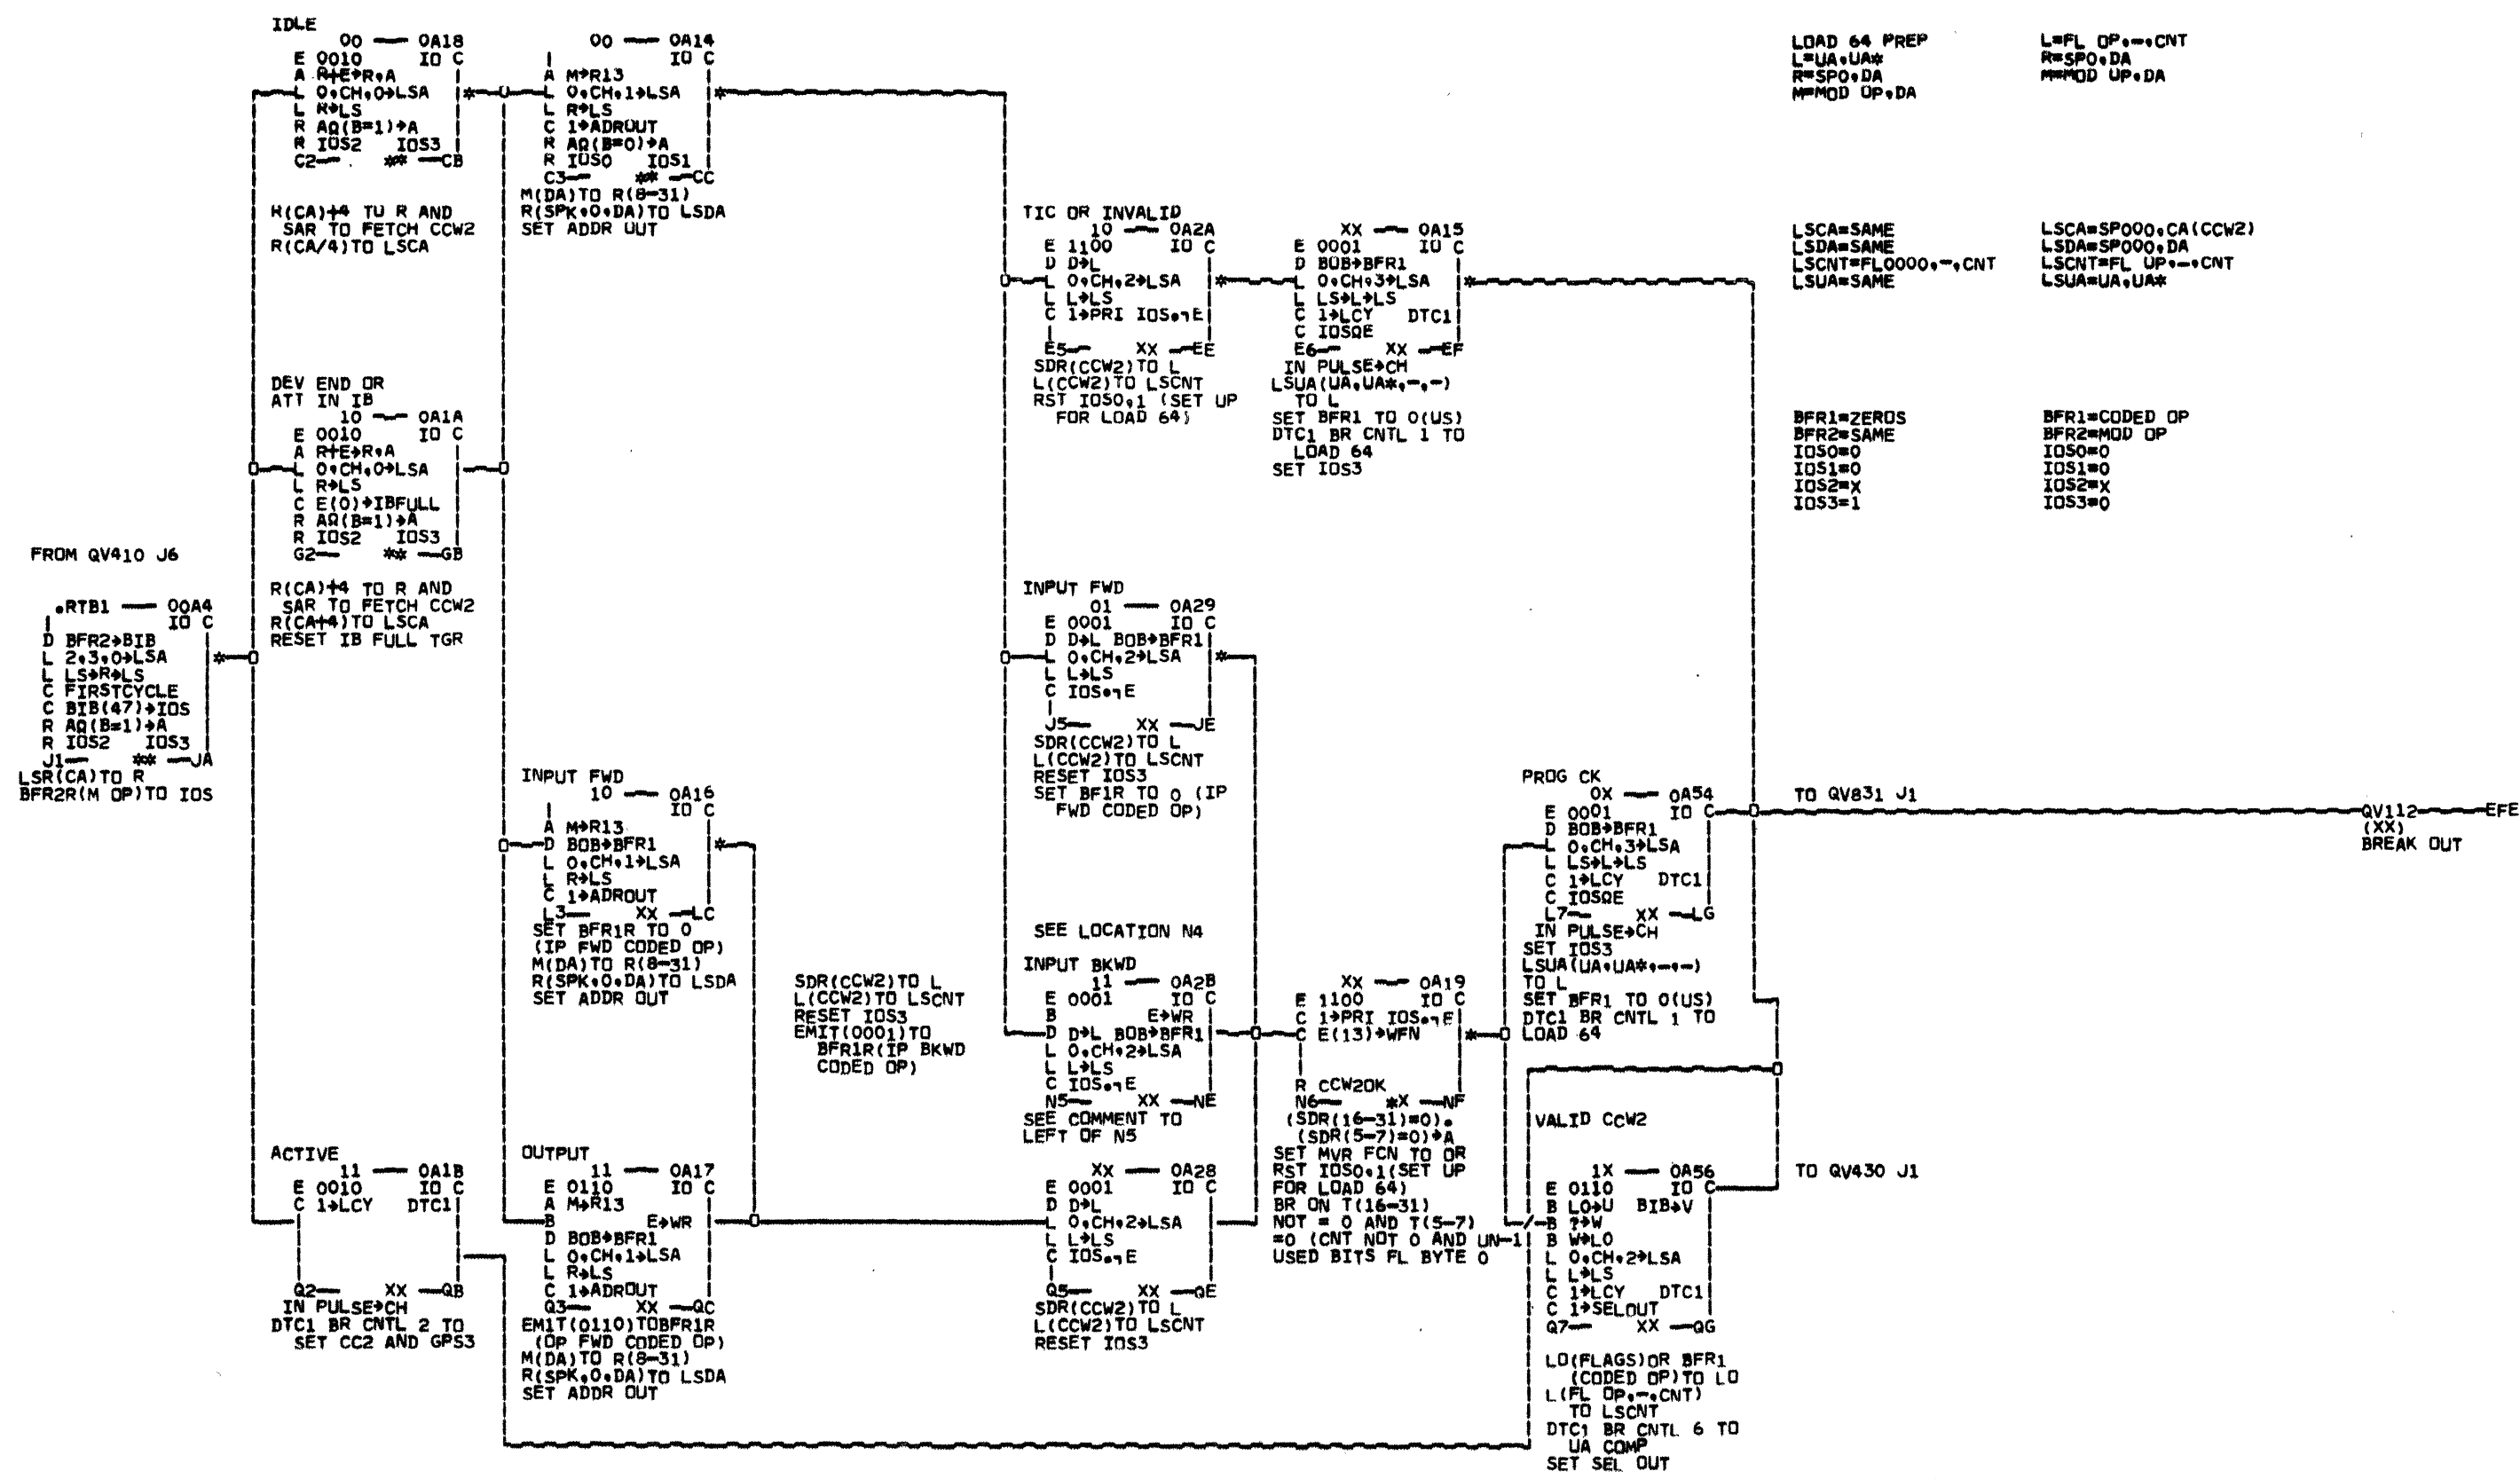 IDLE
00 — 0A18
E 0010 IO C
A R+E→R,A
L 0,CH,0→LSA *
L R→LS
R AΩ(B=1)→A
R IOS2 IOS3
C2— ** —CB
R(CA)+4 TO R AND
SAR TO FETCH CCW2
R(CA/4)TO LSCA
00 — 0A14
IO C
A M→R13
L 0,CH,1→LSA *
L R→LS
C 1→ADROUT
R AΩ(B=0)→A
R IOS0 IOS1
C3— ** —CC
M(DA)TO R(8-31)
R(SPK,0,DA)TO LSDA
SET ADDR OUT
LOAD 64 PREP
L=UA,UA*
R=SP0,DA
M=MOD OP,DA
L=FL OP,-,CNT
R=SP0,DA
M=MOD UP,DA
TIC OR INVALID
10 — 0A2A
E 1100 IO C
D D→L
L 0,CH,2→LSA *
L L→LS
C 1→PRI IOS•¬E
E5— XX —EE
SDR(CCW2)TO L
L(CCW2)TO LSCNT
RST IOS0,1 (SET UP
FOR LOAD 64)
XX — 0A15
E 0001 IO C
D BOB→BFR1
L 0,CH,3→LSA *
L LS→L→LS
C 1→LCY DTC1
C IOSΩE
E6— XX —EF
IN PULSE→CH
LSUA(UA,UA*,-,-)
TO L
SET BFR1 TO 0(US)
DTC1 BR CNTL 1 TO
LOAD 64
SET IOS3
LSCA=SAME
LSDA=SAME
LSCNT=FL0000,-,CNT
LSUA=SAME
LSCA=SP000,CA(CCW2)
LSDA=SP000,DA
LSCNT=FL UP,-,CNT
LSUA=UA,UA*
BFR1=ZEROS
BFR2=SAME
IOS0=0
IOS1=0
IOS2=X
IOS3=1
BFR1=CODED OP
BFR2=MOD OP
IOS0=0
IOS1=0
IOS2=X
IOS3=0
DEV END OR
ATT IN IB
10 — 0A1A
E 0010 IO C
A R+E→R,A
L 0,CH,0→LSA
L R→LS
C E(0)→IBFULL
R AΩ(B=1)→A
R IOS2 IOS3
G2— ** —GB
R(CA)+4 TO R AND
SAR TO FETCH CCW2
R(CA+4)TO LSCA
RESET IB FULL TGR
FROM QV410 J6
.RTB1 — 00A4
IO C
D BFR2→BIB
L 2,3,0→LSA *
L LS→R→LS
C FIRSTCYCLE
C BIB(47)→IOS
R AΩ(B=1)→A
R IOS2 IOS3
J1— ** —JA
LSR(CA)TO R
BFR2R(M OP)TO IOS
INPUT FWD
01 — 0A29
E 0001 IO C
D D→L BOB→BFR1
L 0,CH,2→LSA *
L L→LS
C IOS•¬E
J5— XX —JE
SDR(CCW2)TO L
L(CCW2)TO LSCNT
RESET IOS3
SET BF1R TO 0 (IP
FWD CODED OP)
INPUT FWD
10 — 0A16
IO C
A M→R13
D BOB→BFR1 *
L 0,CH,1→LSA
L R→LS
C 1→ADROUT
L3— XX —LC
SET BFR1R TO 0
(IP FWD CODED OP)
M(DA)TO R(8-31)
R(SPK,0,DA)TO LSDA
SET ADDR OUT
PROG CK
0X — 0A54
E 0001 IO C
D BOB→BFR1
L 0,CH,3→LSA
L LS→L→LS
C 1→LCY DTC1
C IOSΩE
L7— XX —LG
IN PULSE→CH
SET IOS3
LSUA(UA,UA*,-,-)
TO L
SET BFR1 TO 0(US)
DTC1 BR CNTL 1 TO
LOAD 64
TO QV831 J1
QV112 —EFE
(XX)
BREAK OUT
SDR(CCW2)TO L
L(CCW2)TO LSCNT
RESET IOS3
EMIT(0001)TO
BFR1R(IP BKWD
CODED OP)
SEE LOCATION N4
INPUT BKWD
11 — 0A2B
E 0001 IO C
B E→WR
D D→L BOB→BFR1
L 0,CH,2→LSA
L L→LS
C IOS•¬E
N5— XX —NE
SEE COMMENT TO
LEFT OF N5
XX — 0A19
E 1100 IO C
C 1→PRI IOS•¬E
C E(13)→WFN *
R CCW2OK
N6— *X —NF
(SDR(16-31)=0)•
(SDR(5-7)=0)→A
SET MVR FCN TO OR
RST IOS0,1(SET UP
FOR LOAD 64)
BR ON T(16-31)
NOT = 0 AND T(5-7)
=0 (CNT NOT 0 AND UN-1
USED BITS FL BYTE 0
ACTIVE
11 — 0A1B
E 0010 IO C
C 1→LCY DTC1
Q2— XX —QB
IN PULSE→CH
DTC1 BR CNTL 2 TO
SET CC2 AND GPS3
OUTPUT
11 — 0A17
E 0110 IO C
A M→R13
B E→WR
D BOB→BFR1
L 0,CH,1→LSA
L R→LS
C 1→ADROUT
Q3— XX —QC
EMIT(0110)TOBFR1R
(OP FWD CODED OP)
M(DA)TO R(8-31)
R(SPK,0,DA)TO LSDA
SET ADDR OUT
XX — 0A28
E 0001 IO C
D D→L
L 0,CH,2→LSA
L L→LS
C IOS•¬E
Q5— XX —QE
SDR(CCW2)TO L
L(CCW2)TO LSCNT
RESET IOS3
VALID CCW2
1X — 0A56
E 0110 IO C
B LO→U BIB→V
B ?→W
B W→LO
L 0,CH,2→LSA
L L→LS
C 1→LCY DTC1
C 1→SELOUT
Q7— XX —QG
LO(FLAGS)OR BFR1
(CODED OP)TO LO
L(FL OP,-,CNT)
TO LSCNT
DTC1 BR CNTL 6 TO
UA COMP
SET SEL OUT
TO QV430 J1